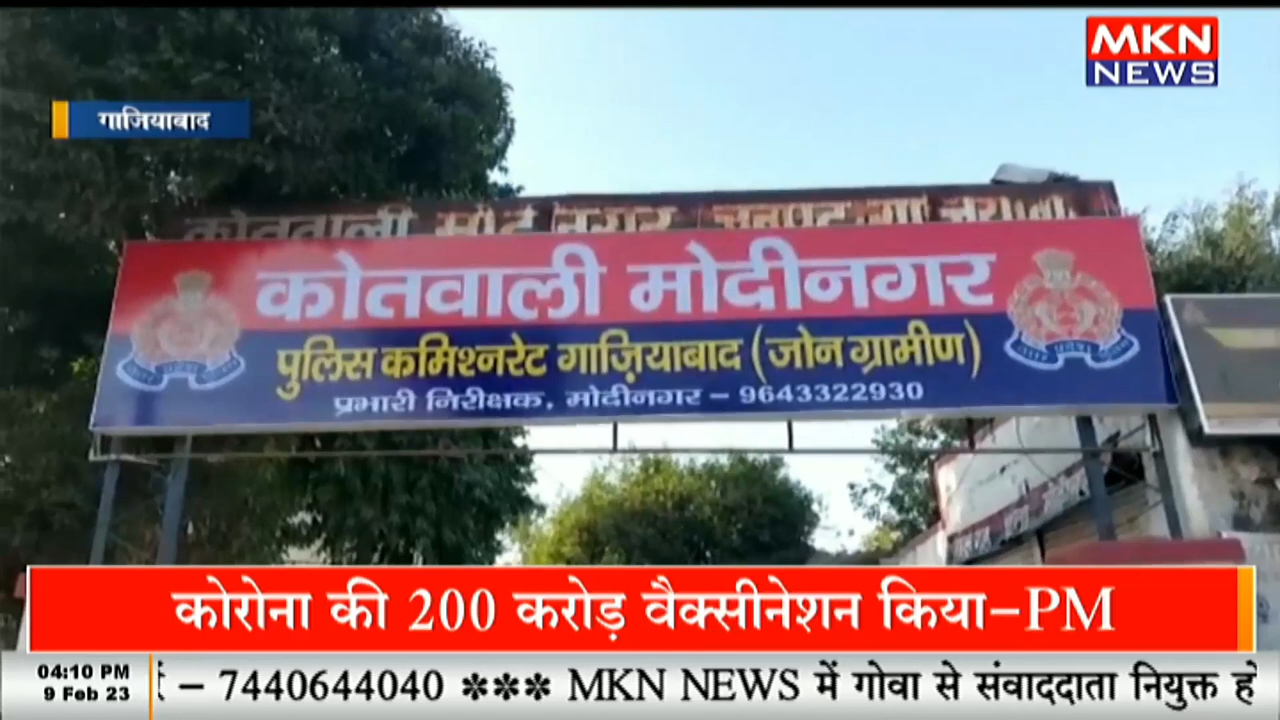 MKN
NEWS
गाजियाबाद
कोतवाली
कोतवाली मोदीनगर
पुलिस कमिश्नरेट गाज़ियाबाद (जोन ग्रामीण)
प्रभारी निरीक्षक, मोदीनगर – 9643322930
कोरोना की 200 करोड़ वैक्सीनेशन किया–PM
04:10 PM
9 Feb 23
– 7440644040 *** MKN NEWS में गोवा से संवाददाता नियुक्त